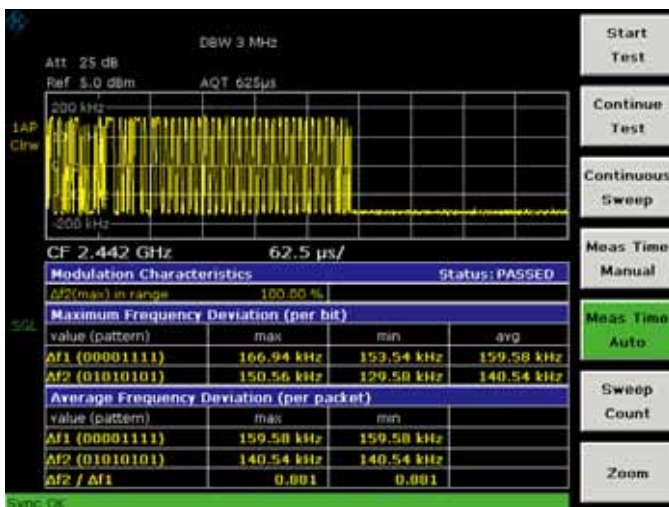 DBW 3 MHz
Att 25 dB
Ref 5.0 dBm AQT 625µs
200 kHz
1AP
Clrw
-200 kHz
CF 2.442 GHz 62.5 µs/
Modulation Characteristics Status: PASSED
Δf2(max) in range 100.00 %
Maximum Frequency Deviation (per bit)
SGL
value (pattern) max min avg
Δf1 (00001111) 166.94 kHz 153.54 kHz 159.58 kHz
Δf2 (01010101) 150.56 kHz 129.50 kHz 140.54 kHz
Average Frequency Deviation (per packet)
value (pattern) max min
Δf1 (00001111) 159.58 kHz 159.58 kHz
Δf2 (01010101) 140.54 kHz 140.54 kHz
Δf2 / Δf1 0.881 0.881
Sync OK
Start
Test
Continue
Test
Continuous
Sweep
Meas Time
Manual
Meas Time
Auto
Sweep
Count
Zoom